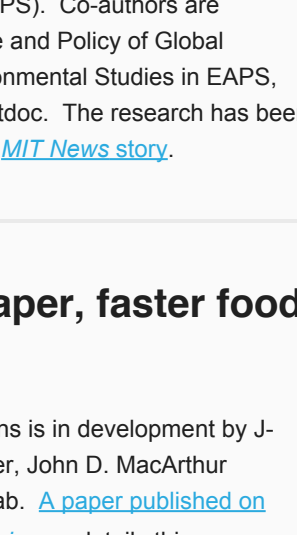 PS).  Co-authors are
e and Policy of Global
onmental Studies in EAPS,
tdoc.  The research has bee
MIT News story.
aper, faster food
ns is in development by J-
er, John D. MacArthur
ab.  A paper published on